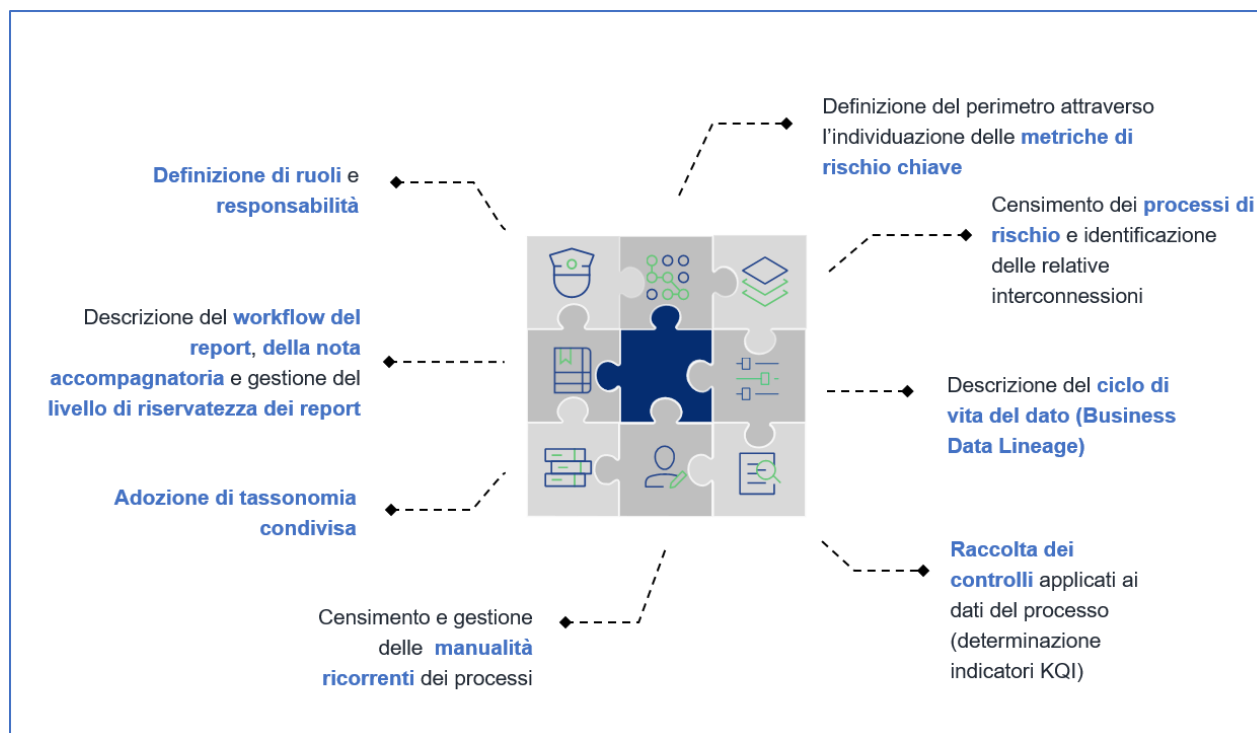 Definizione del perimetro attraverso
l’individuazione delle metriche di
rischio chiave
Definizione di ruoli e
responsabilità
Censimento dei processi di
rischio e identificazione
delle relative
interconnessioni
Descrizione del workflow del
report, della nota
accompagnatoria e gestione del
livello di riservatezza dei report
Descrizione del ciclo di
vita del dato (Business
Data Lineage)
Adozione di tassonomia
condivisa
Raccolta dei
controlli applicati ai
dati del processo
(determinazione
indicatori KQI)
Censimento e gestione
delle manualità
ricorrenti dei processi